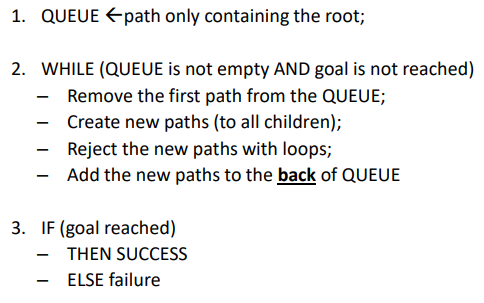 1. QUEUE ←path only containing the root;
2. WHILE (QUEUE is not empty AND goal is not reached)
– Remove the first path from the QUEUE;
– Create new paths (to all children);
– Reject the new paths with loops;
– Add the new paths to the back of QUEUE
3. IF (goal reached)
– THEN SUCCESS
– ELSE failure